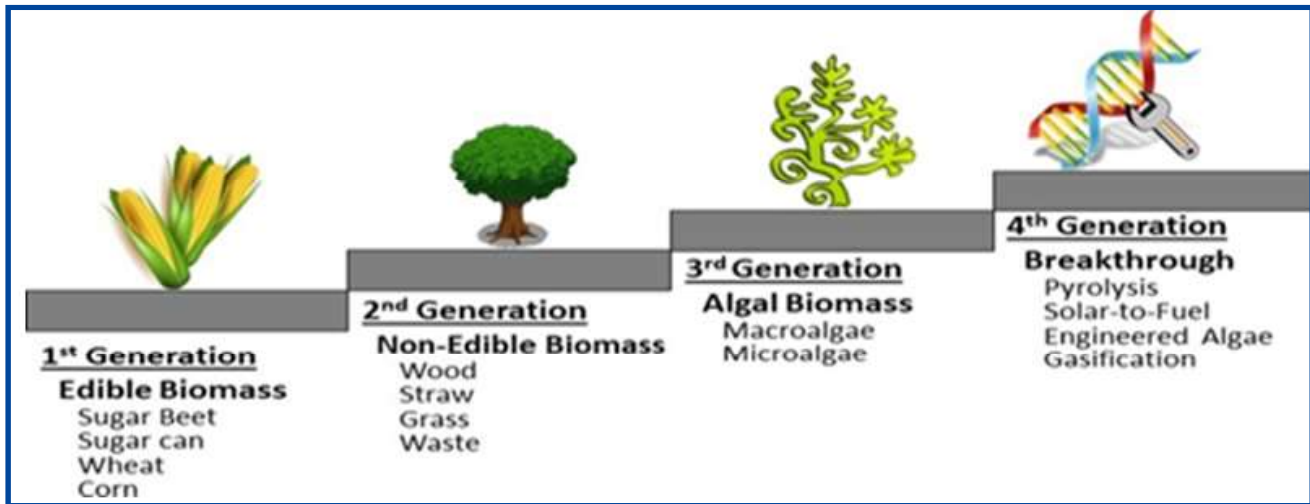 1st Generation
Edible Biomass
Sugar Beet
Sugar can
Wheat
Corn
2nd Generation
Non-Edible Biomass
Wood
Straw
Grass
Waste
3rd Generation
Algal Biomass
Macroalgae
Microalgae
4th Generation
Breakthrough
Pyrolysis
Solar-to-Fuel
Engineered Algae
Gasification